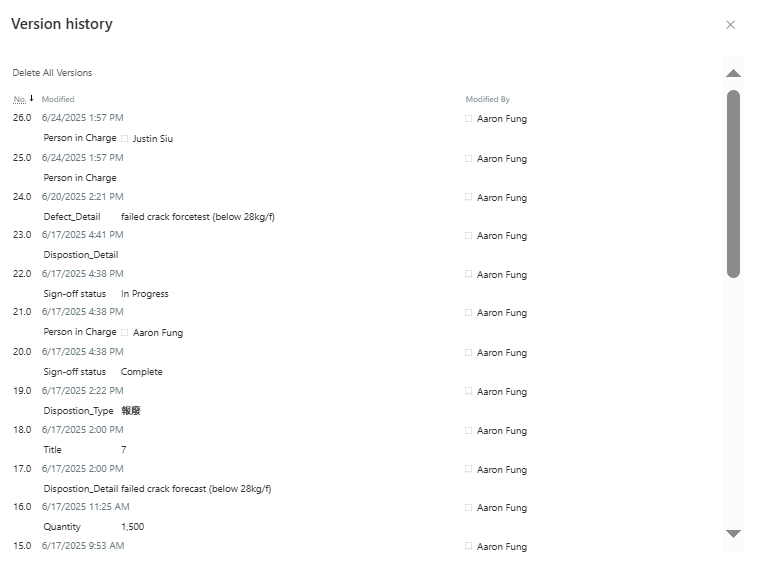 Version history
Delete All Versions
No. Modified Modified By
26.0 6/24/2025 1:57 PM Aaron Fung
Person in Charge Justin Siu
25.0 6/24/2025 1:57 PM Aaron Fung
Person in Charge
24.0 6/20/2025 2:21 PM Aaron Fung
Defect_Detail failed crack forcetest (below 28kg/f)
23.0 6/17/2025 4:41 PM Aaron Fung
Dispostion_Detail
22.0 6/17/2025 4:38 PM Aaron Fung
Sign-off status In Progress
21.0 6/17/2025 4:38 PM Aaron Fung
Person in Charge Aaron Fung
20.0 6/17/2025 4:38 PM Aaron Fung
Sign-off status Complete
19.0 6/17/2025 2:22 PM Aaron Fung
Dispostion_Type 報廢
18.0 6/17/2025 2:00 PM Aaron Fung
Title 7
17.0 6/17/2025 2:00 PM Aaron Fung
Dispostion_Detail failed crack forecast (below 28kg/f)
16.0 6/17/2025 11:25 AM Aaron Fung
Quantity 1,500
15.0 6/17/2025 9:53 AM Aaron Fung